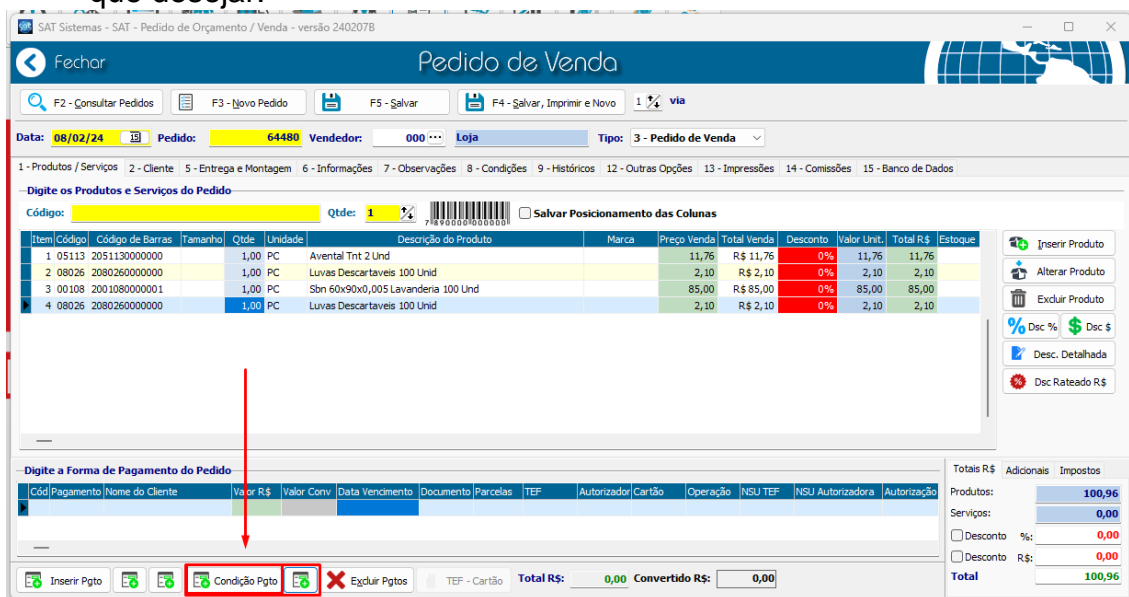 que desejar.
SAT Sistemas - SAT - Pedido de Orçamento / Venda - versão 240207B
Fechar Pedido de Venda
F2 - Consultar Pedidos F3 - Novo Pedido F5 - Salvar F4 - Salvar, Imprimir e Novo 1 via
Data: 08/02/24 15 Pedido: 64480 Vendedor: 000 ... Loja Tipo: 3 - Pedido de Venda
1 - Produtos / Serviços 2 - Cliente 5 - Entrega e Montagem 6 - Informações 7 - Observações 8 - Condições 9 - Históricos 12 - Outras Opções 13 - Impressões 14 - Comissões 15 - Banco de Dados
Digite os Produtos e Serviços do Pedido
Código: Qtde: 1 7 890000 000000 Salvar Posicionamento das Colunas
Item Código Código de Barras Tamanho Qtde Unidade Descrição do Produto Marca Preço Venda Total Venda Desconto Valor Unit. Total R$ Estoque
1 05113 2051130000000 1,00 PC Avental Tnt 2 Und 11,76 R$ 11,76 0% 11,76 11,76
2 08026 2080260000000 1,00 PC Luvas Descartaveis 100 Unid 2,10 R$ 2,10 0% 2,10 2,10
3 00108 2001080000001 1,00 PC Sbn 60x90x0,005 Lavanderia 100 Und 85,00 R$ 85,00 0% 85,00 85,00
4 08026 2080260000000 1,00 PC Luvas Descartaveis 100 Unid 2,10 R$ 2,10 0% 2,10 2,10
Inserir Produto
Alterar Produto
Excluir Produto
% Dsc % $ Dsc $
Desc. Detalhada
% Dsc Rateado R$
Digite a Forma de Pagamento do Pedido
Cód Pagamento Nome do Cliente Valor R$ Valor Conv Data Vencimento Documento Parcelas TEF Autorizador Cartão Operação NSU TEF NSU Autorizadora Autorização
Totais R$ Adicionais Impostos
Produtos: 100,96
Serviços: 0,00
Desconto %: 0,00
Desconto R$: 0,00
Total 100,96
Inserir Pgto Condição Pgto Excluir Pgtos TEF - Cartão Total R$: 0,00 Convertido R$: 0,00